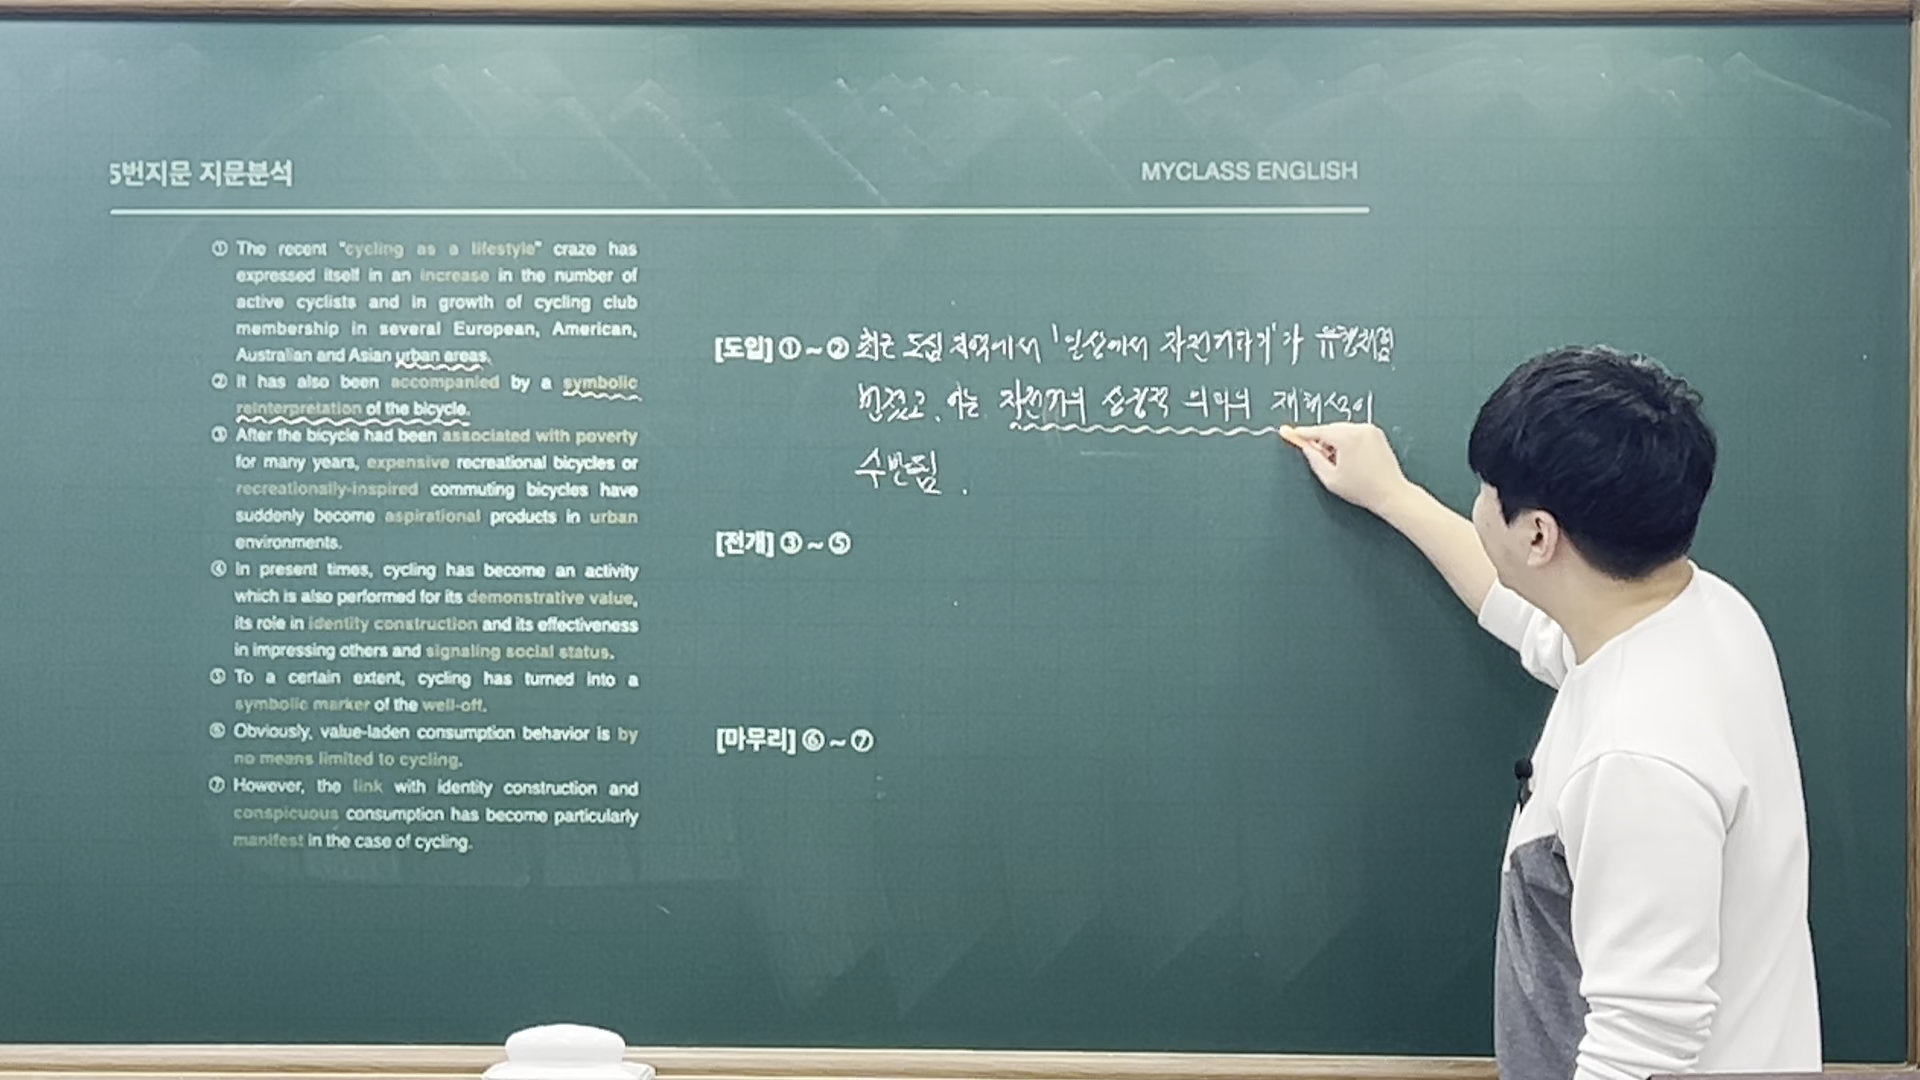 5번지문 지문분석
MYCLASS ENGLISH
① The recent "cycling as a lifestyle" craze has
expressed itself in an increase in the number of
active cyclists and in growth of cycling club
membership in several European, American,
Australian and Asian urban areas.
② It has also been accompanied by a symbolic
reinterpretation of the bicycle.
③ After the bicycle had been associated with poverty
for many years, expensive recreational bicycles or
recreationally-inspired commuting bicycles have
suddenly become aspirational products in urban
environments.
④ In present times, cycling has become an activity
which is also performed for its demonstrative value,
its role in identity construction and its effectiveness
in impressing others and signaling social status.
⑤ To a certain extent, cycling has turned into a
symbolic marker of the well-off.
⑥ Obviously, value-laden consumption behavior is by
no means limited to cycling.
⑦ However, the link with identity construction and
conspicuous consumption has become particularly
manifest in the case of cycling.
[도입] ① ~ ② 최근 도심 지역에서 '일상에서 자전거타기'가 유행처럼
번졌고, 이는 자전거의 상징적 의미의 재해석이
수반됨.
[전개] ③ ~ ⑤
[마무리] ⑥ ~ ⑦